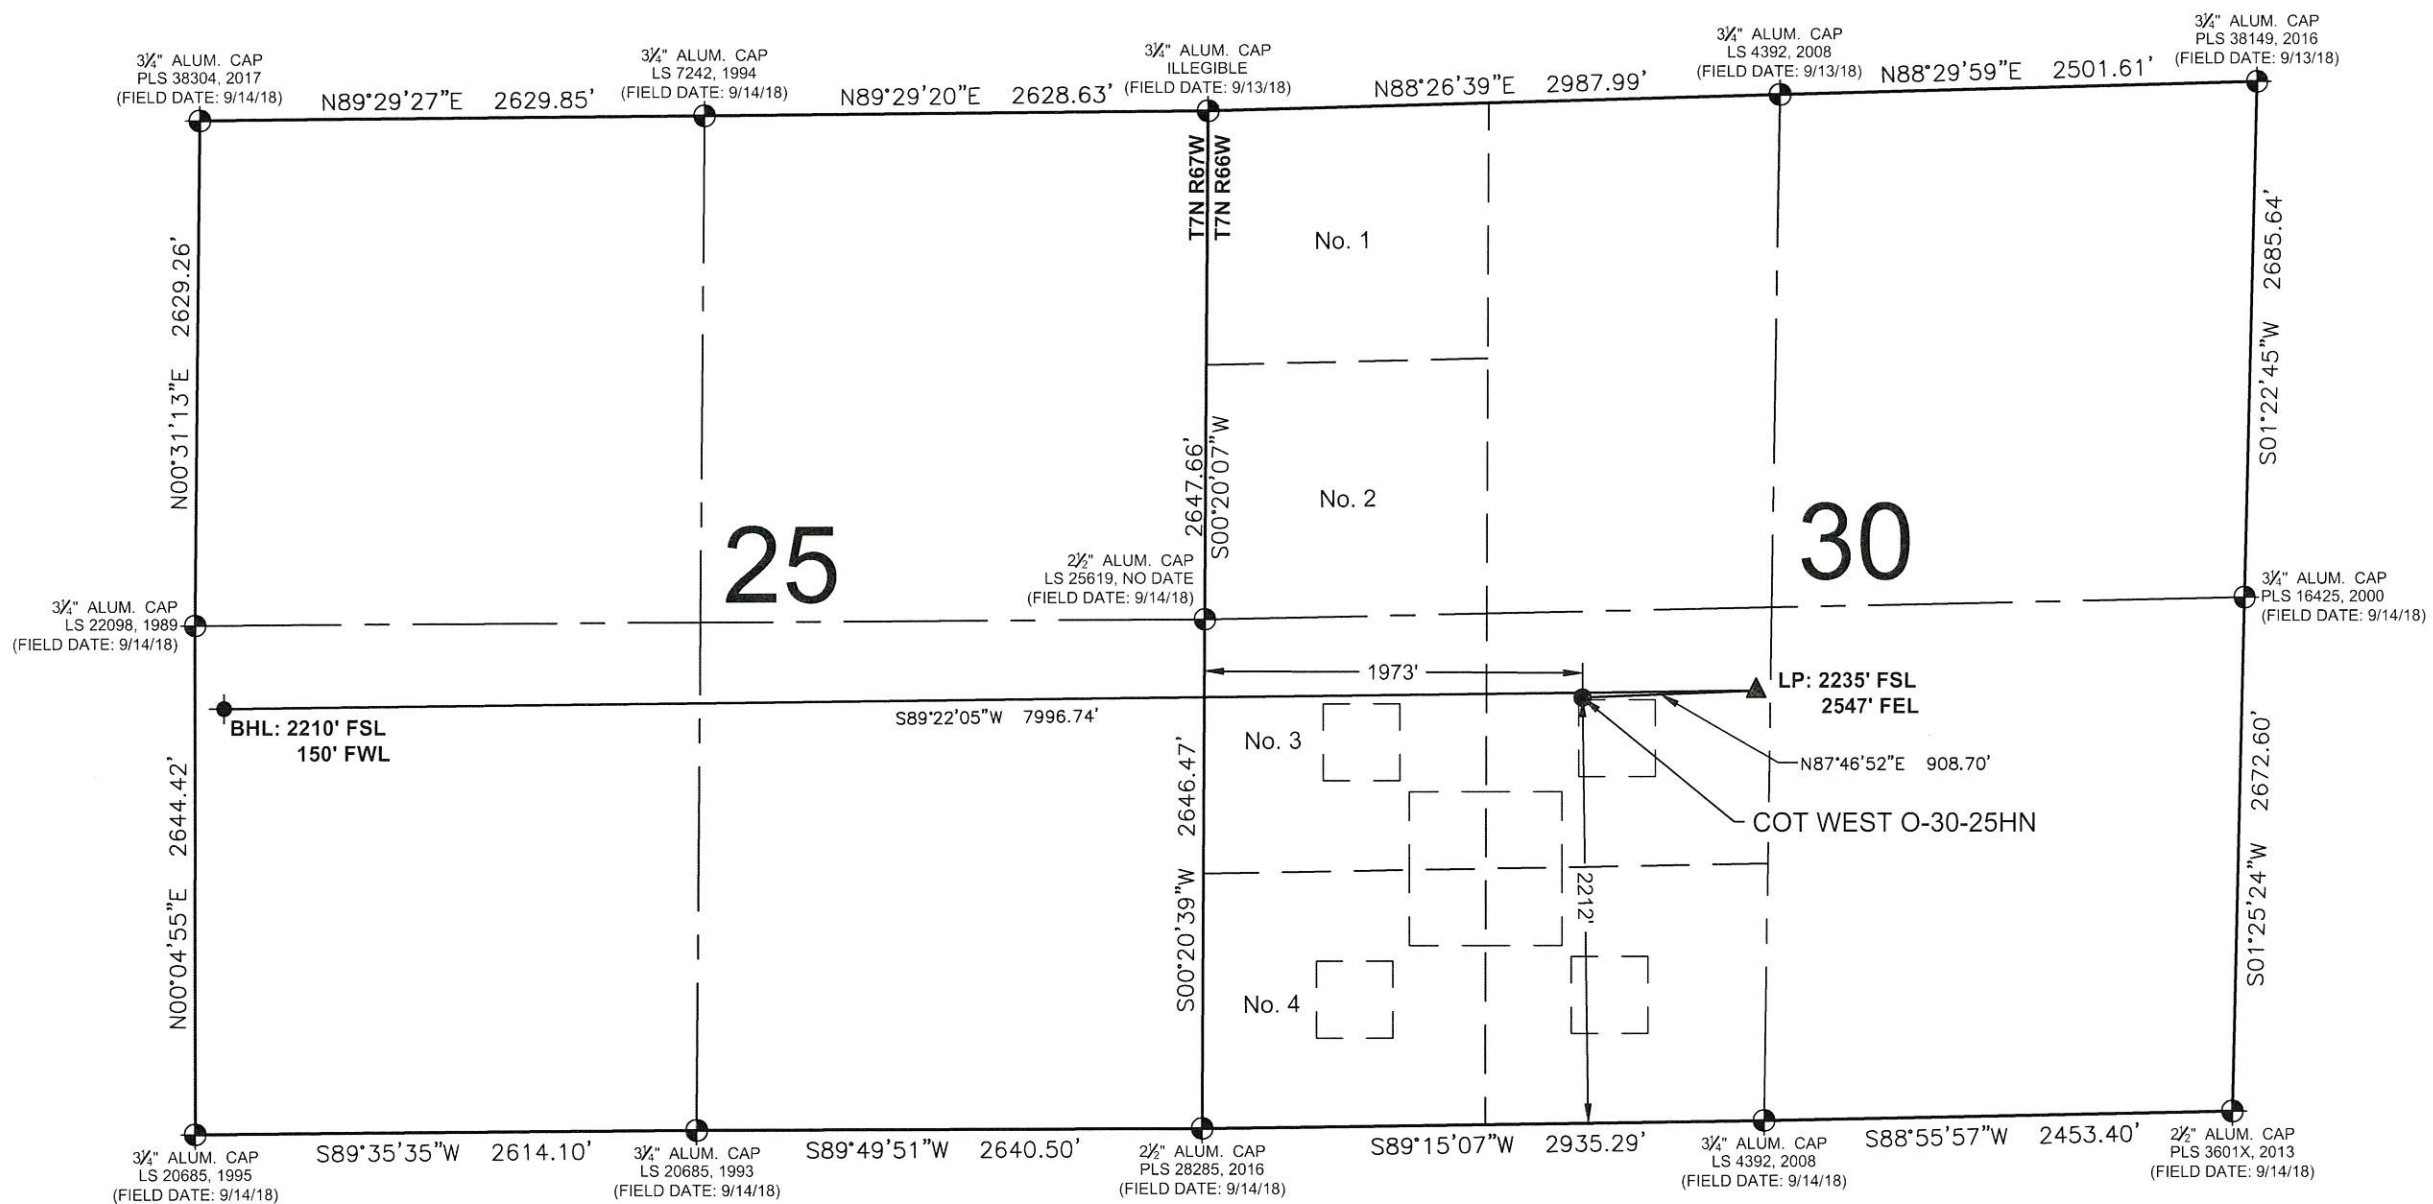 3¼" ALUM. CAP
PLS 38304, 2017
(FIELD DATE: 9/14/18)
N89°29'27"E 2629.85'
3¼" ALUM. CAP
LS 7242, 1994
(FIELD DATE: 9/14/18)
N89°29'20"E 2628.63'
3¼" ALUM. CAP
ILLEGIBLE
(FIELD DATE: 9/13/18)
N88°26'39"E 2987.99'
3¼" ALUM. CAP
LS 4392, 2008
(FIELD DATE: 9/13/18)
N88°29'59"E 2501.61'
3¼" ALUM. CAP
PLS 38149, 2016
(FIELD DATE: 9/13/18)
T7N R67W
T7N R66W
N00°31'13"E 2629.26'
No. 1
S01°22'45"W 2685.64'
2647.66'
S00°20'07"W
No. 2
25
30
3¼" ALUM. CAP
LS 22098, 1989
(FIELD DATE: 9/14/18)
2½" ALUM. CAP
LS 25619, NO DATE
(FIELD DATE: 9/14/18)
3¼" ALUM. CAP
PLS 16425, 2000
(FIELD DATE: 9/14/18)
1973'
LP: 2235' FSL
2547' FEL
BHL: 2210' FSL
150' FWL
S89°22'05"W 7996.74'
No. 3
N87°46'52"E 908.70'
COT WEST O-30-25HN
N00°04'55"E 2644.42'
S00°20'39"W 2646.47'
2212'
S01°25'24"W 2672.60'
No. 4
3¼" ALUM. CAP
LS 20685, 1995
(FIELD DATE: 9/14/18)
S89°35'35"W 2614.10'
3¼" ALUM. CAP
LS 20685, 1993
(FIELD DATE: 9/14/18)
S89°49'51"W 2640.50'
2½" ALUM. CAP
PLS 28285, 2016
(FIELD DATE: 9/14/18)
S89°15'07"W 2935.29'
3¼" ALUM. CAP
LS 4392, 2008
(FIELD DATE: 9/14/18)
S88°55'57"W 2453.40'
2½" ALUM. CAP
PLS 3601X, 2013
(FIELD DATE: 9/14/18)